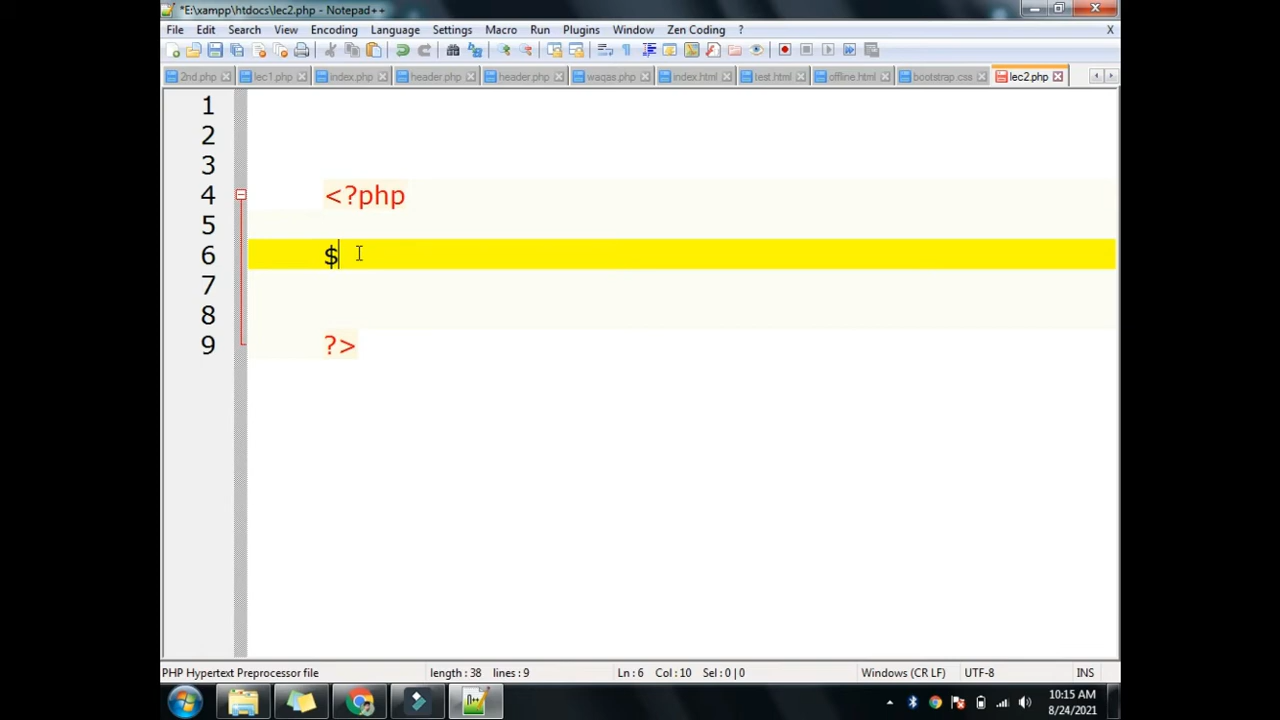 *E:\xampp\htdocs\lec2.php - Notepad++
File Edit Search View Encoding Language Settings Macro Run Plugins Window Zen Coding ? X
2nd.php lec1.php index.php header.php header.php waqas.php index.html test.html offline.html bootstrap.css lec2.php
1
2
3
4 <?php
5
6 $
7
8
9 ?>
PHP Hypertext Preprocessor file length : 38 lines : 9 Ln : 6 Col : 10 Sel : 0 | 0 Windows (CR LF) UTF-8 INS
10:15 AM
8/24/2021